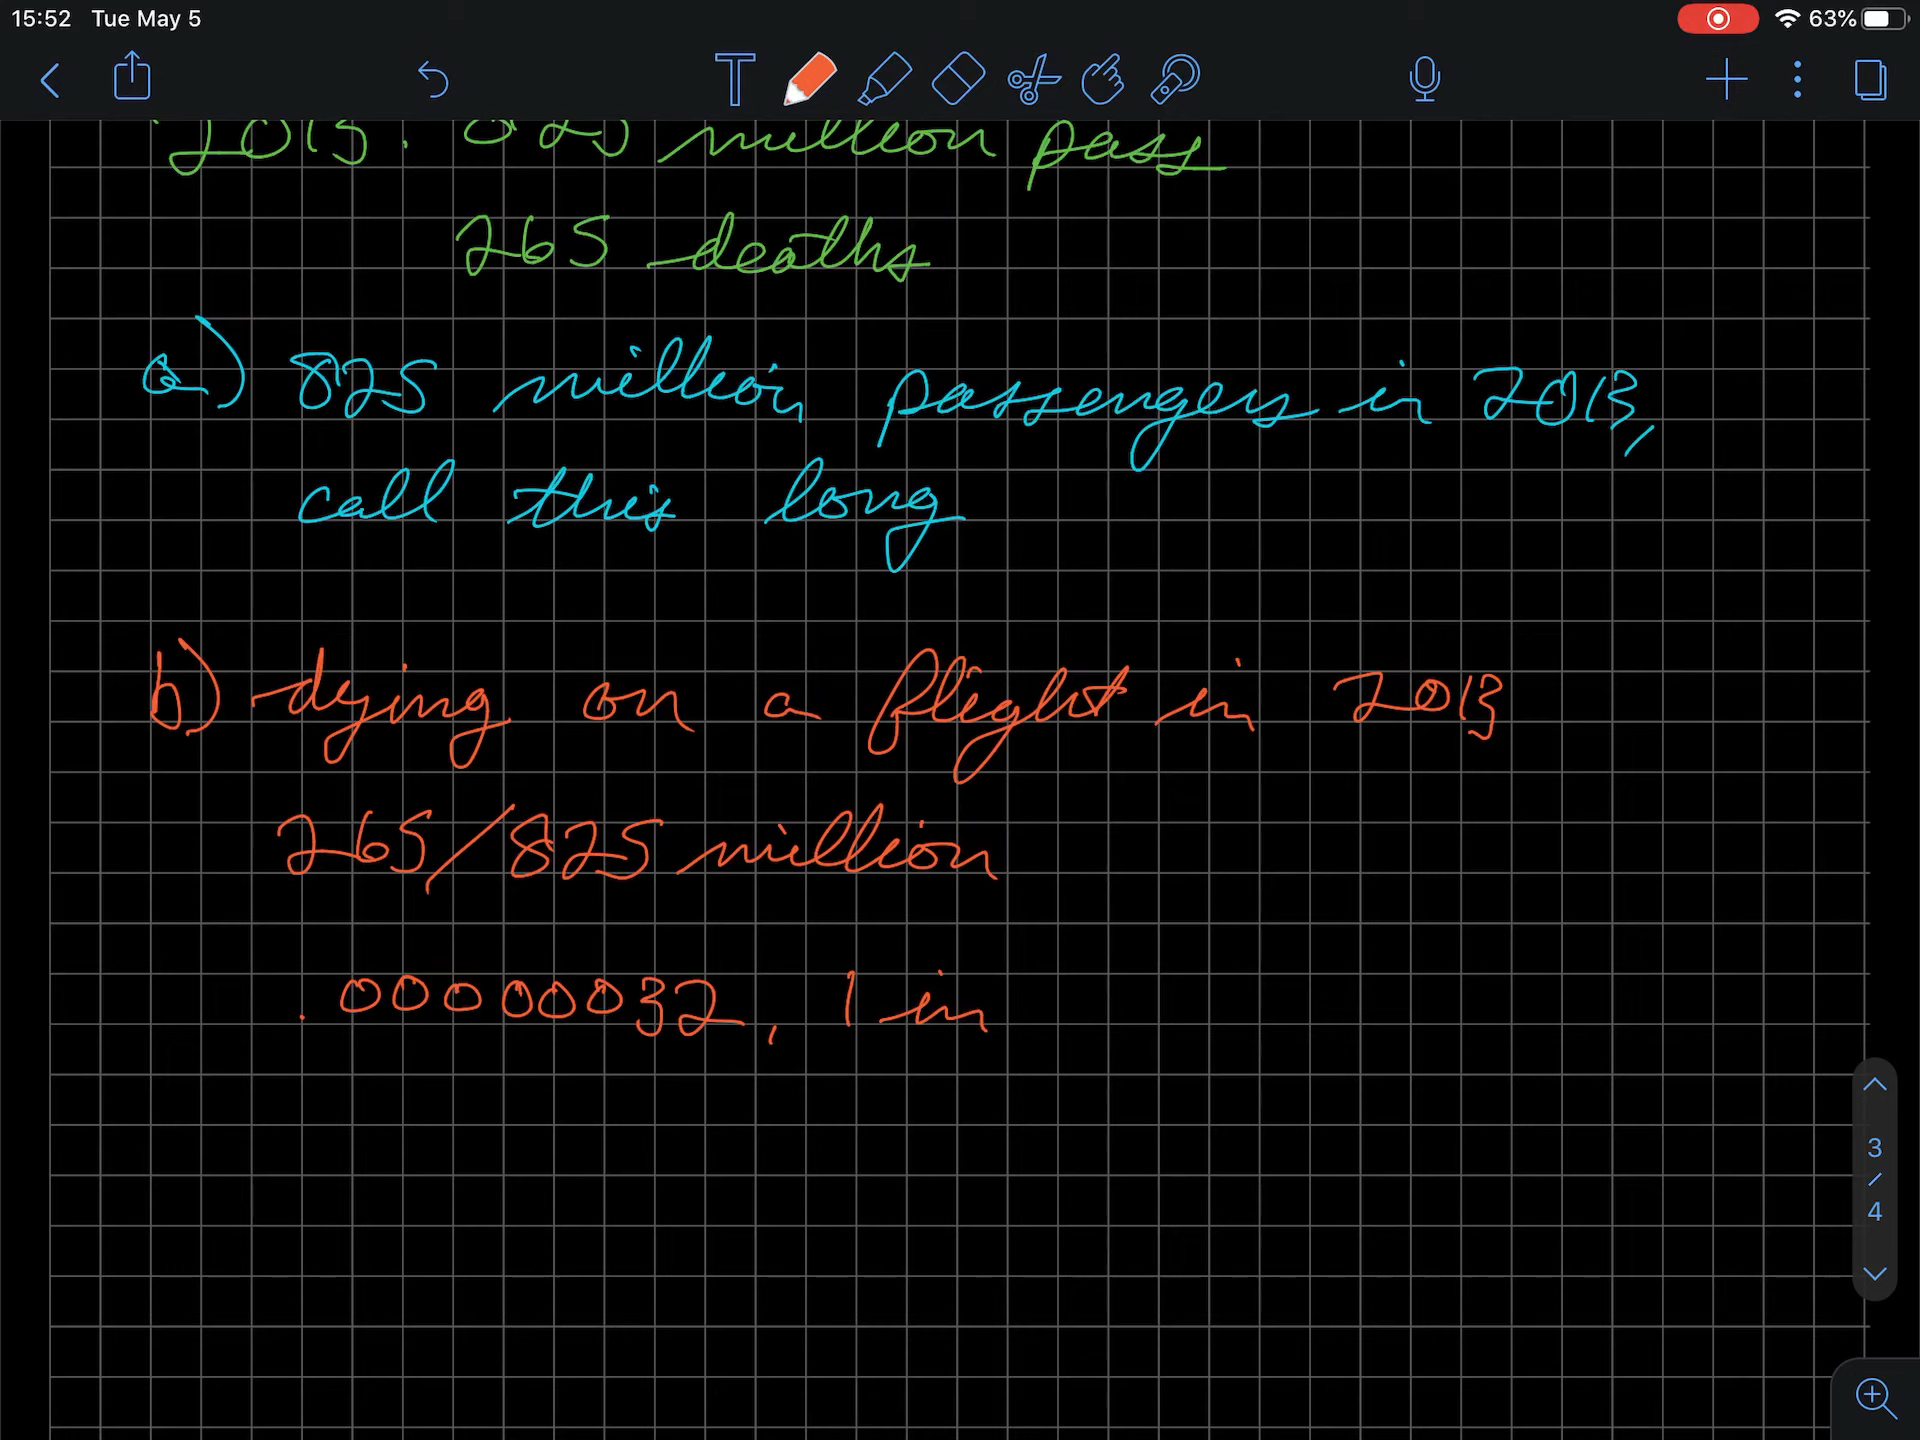 15:52 Tue May 5 63%
T
2013: 825 million pass
265 deaths
a) 825 million passengers in 2013,
call this long
b) dying on a flight in 2013
265/825 million
.00000032, 1 in
3
/
4